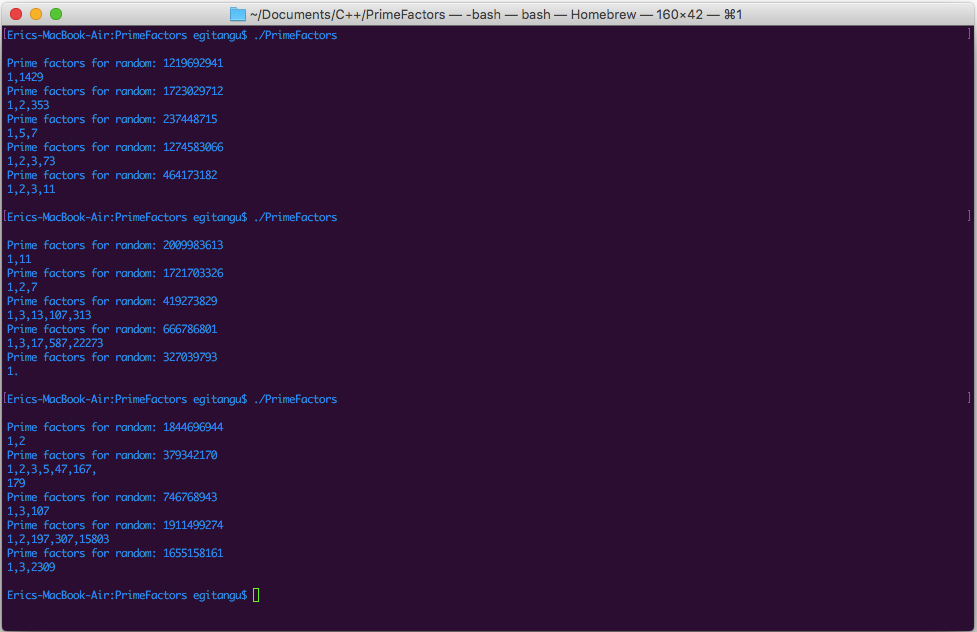 ~/Documents/C++/PrimeFactors — -bash — bash — Homebrew — 160×42 — ⌘1
[Erics-MacBook-Air:PrimeFactors egitangu$ ./PrimeFactors ]
Prime factors for random: 1219692941
1,1429
Prime factors for random: 1723029712
1,2,353
Prime factors for random: 237448715
1,5,7
Prime factors for random: 1274583066
1,2,3,73
Prime factors for random: 464173182
1,2,3,11
[Erics-MacBook-Air:PrimeFactors egitangu$ ./PrimeFactors ]
Prime factors for random: 2009983613
1,11
Prime factors for random: 1721703326
1,2,7
Prime factors for random: 419273829
1,3,13,107,313
Prime factors for random: 666786801
1,3,17,587,22273
Prime factors for random: 327039793
1.
[Erics-MacBook-Air:PrimeFactors egitangu$ ./PrimeFactors ]
Prime factors for random: 1844696944
1,2
Prime factors for random: 379342170
1,2,3,5,47,167,
179
Prime factors for random: 746768943
1,3,107
Prime factors for random: 1911499274
1,2,197,307,15803
Prime factors for random: 1655158161
1,3,2309
Erics-MacBook-Air:PrimeFactors egitangu$